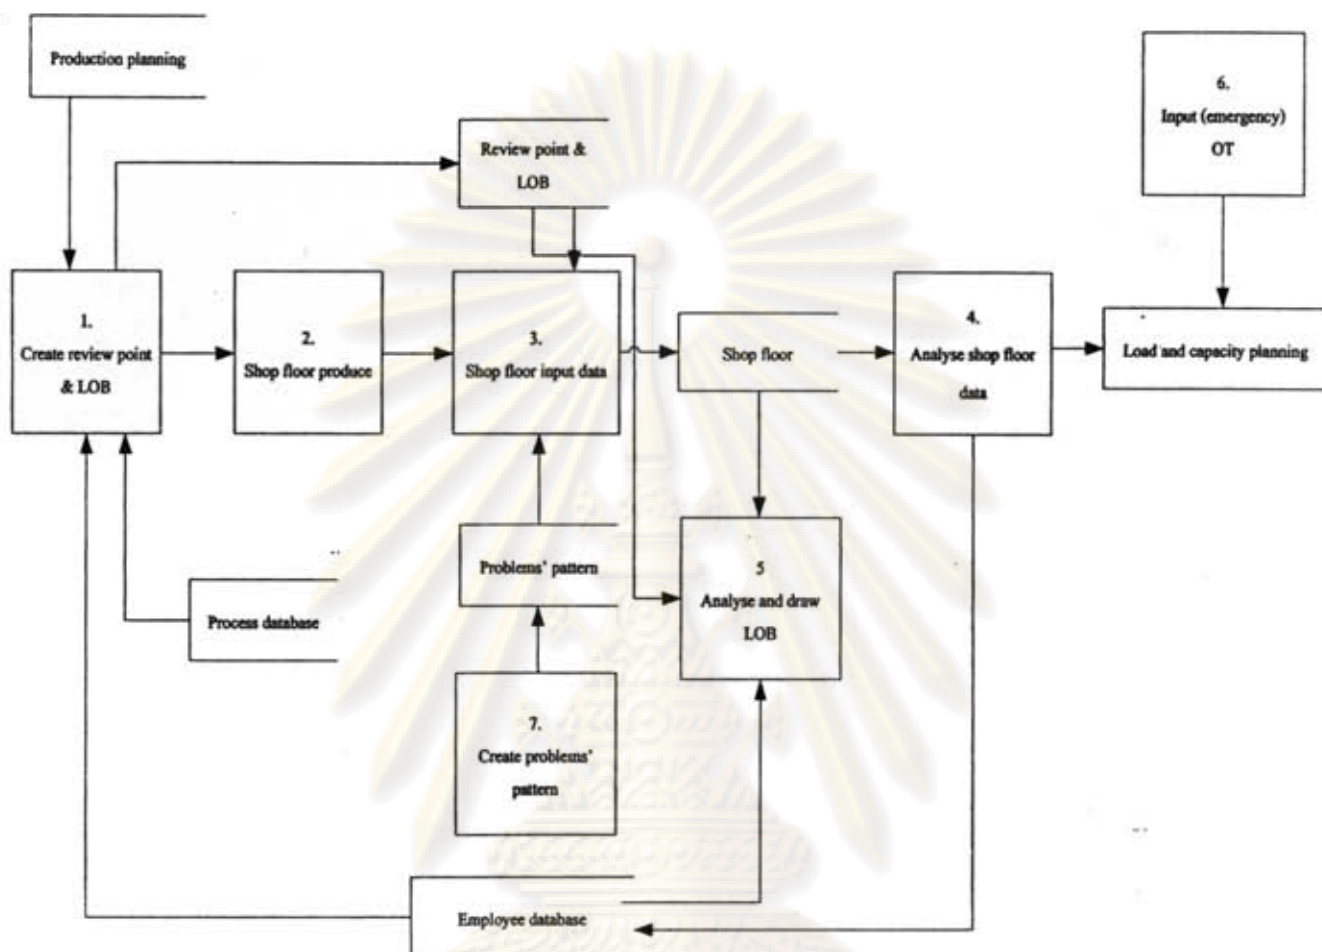 Production planning
6.
Input (emergency)
OT
Review point &
LOB
1.
Create review point
& LOB
2.
Shop floor produce
3.
Shop floor input data
Shop floor
4.
Analyse shop floor
data
Load and capacity planning
Problems' pattern
5
Analyse and draw
LOB
Process database
7.
Create problems'
pattern
Employee database